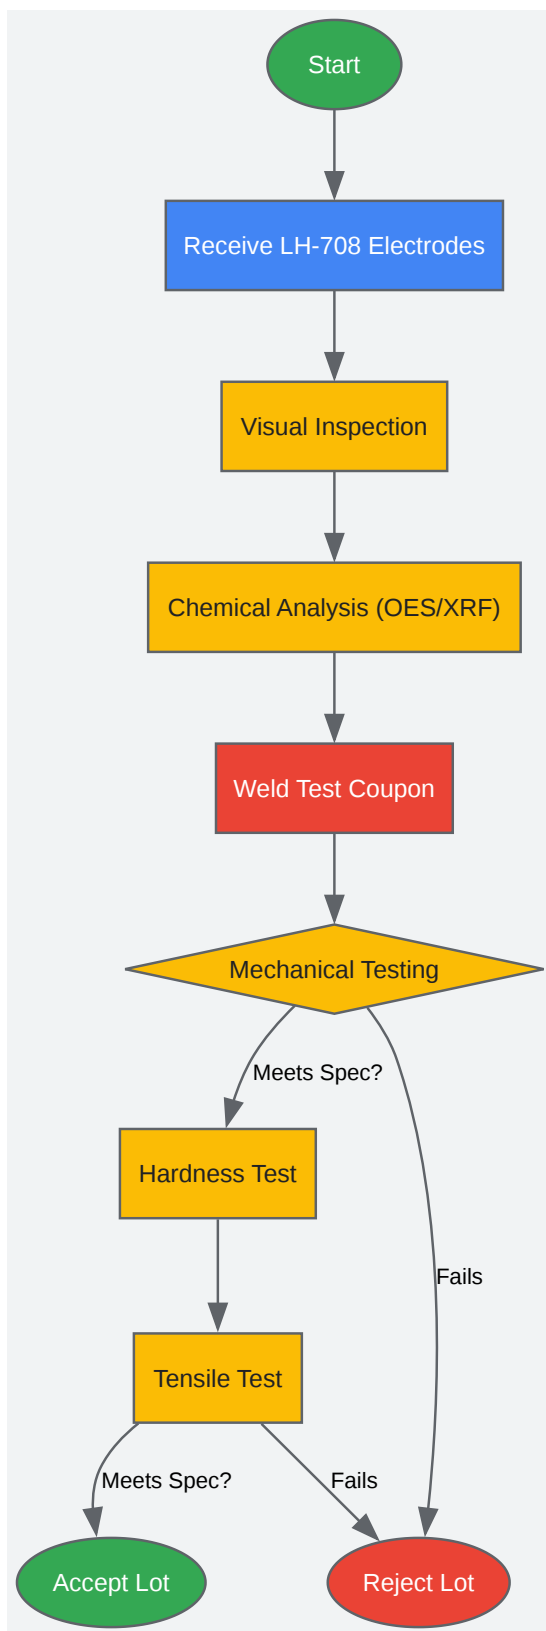 Start
Receive LH-708 Electrodes
Visual Inspection
Chemical Analysis (OES/XRF)
Weld Test Coupon
Mechanical Testing
Meets Spec?
Hardness Test
Fails
Tensile Test
Meets Spec?
Fails
Accept Lot
Reject Lot